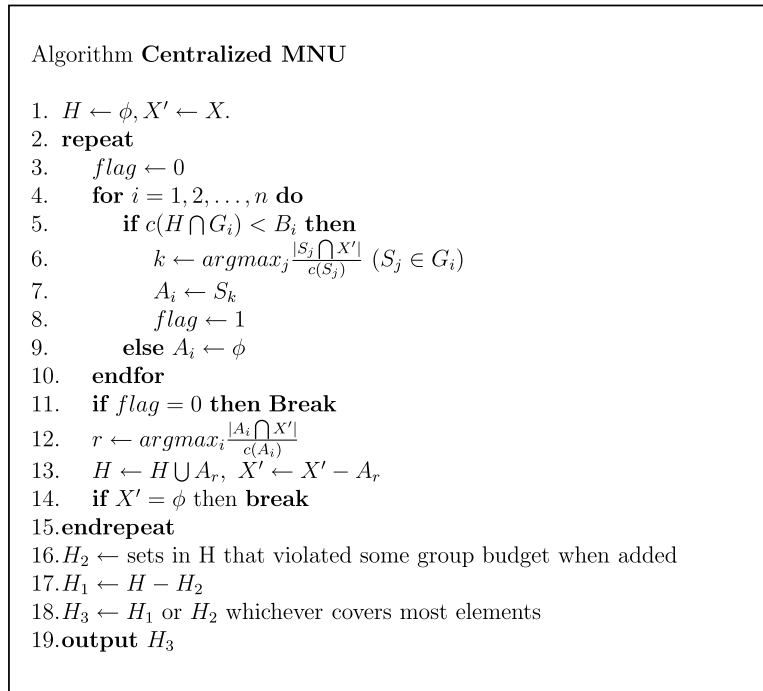 Algorithm Centralized MNU
1. H ← ϕ, X′ ← X.
2. repeat
3. flag ← 0
4. for i = 1, 2, . . . , n do
5. if c(H ⋂ G_i) < B_i then
6. k ← argmax_j |S_j ⋂ X′| / c(S_j) (S_j ∈ G_i)
7. A_i ← S_k
8. flag ← 1
9. else A_i ← ϕ
10. endfor
11. if flag = 0 then Break
12. r ← argmax_i |A_i ⋂ X′| / c(A_i)
13. H ← H ⋃ A_r, X′ ← X′ − A_r
14. if X′ = ϕ then break
15.endrepeat
16.H_2 ← sets in H that violated some group budget when added
17.H_1 ← H − H_2
18.H_3 ← H_1 or H_2 whichever covers most elements
19.output H_3